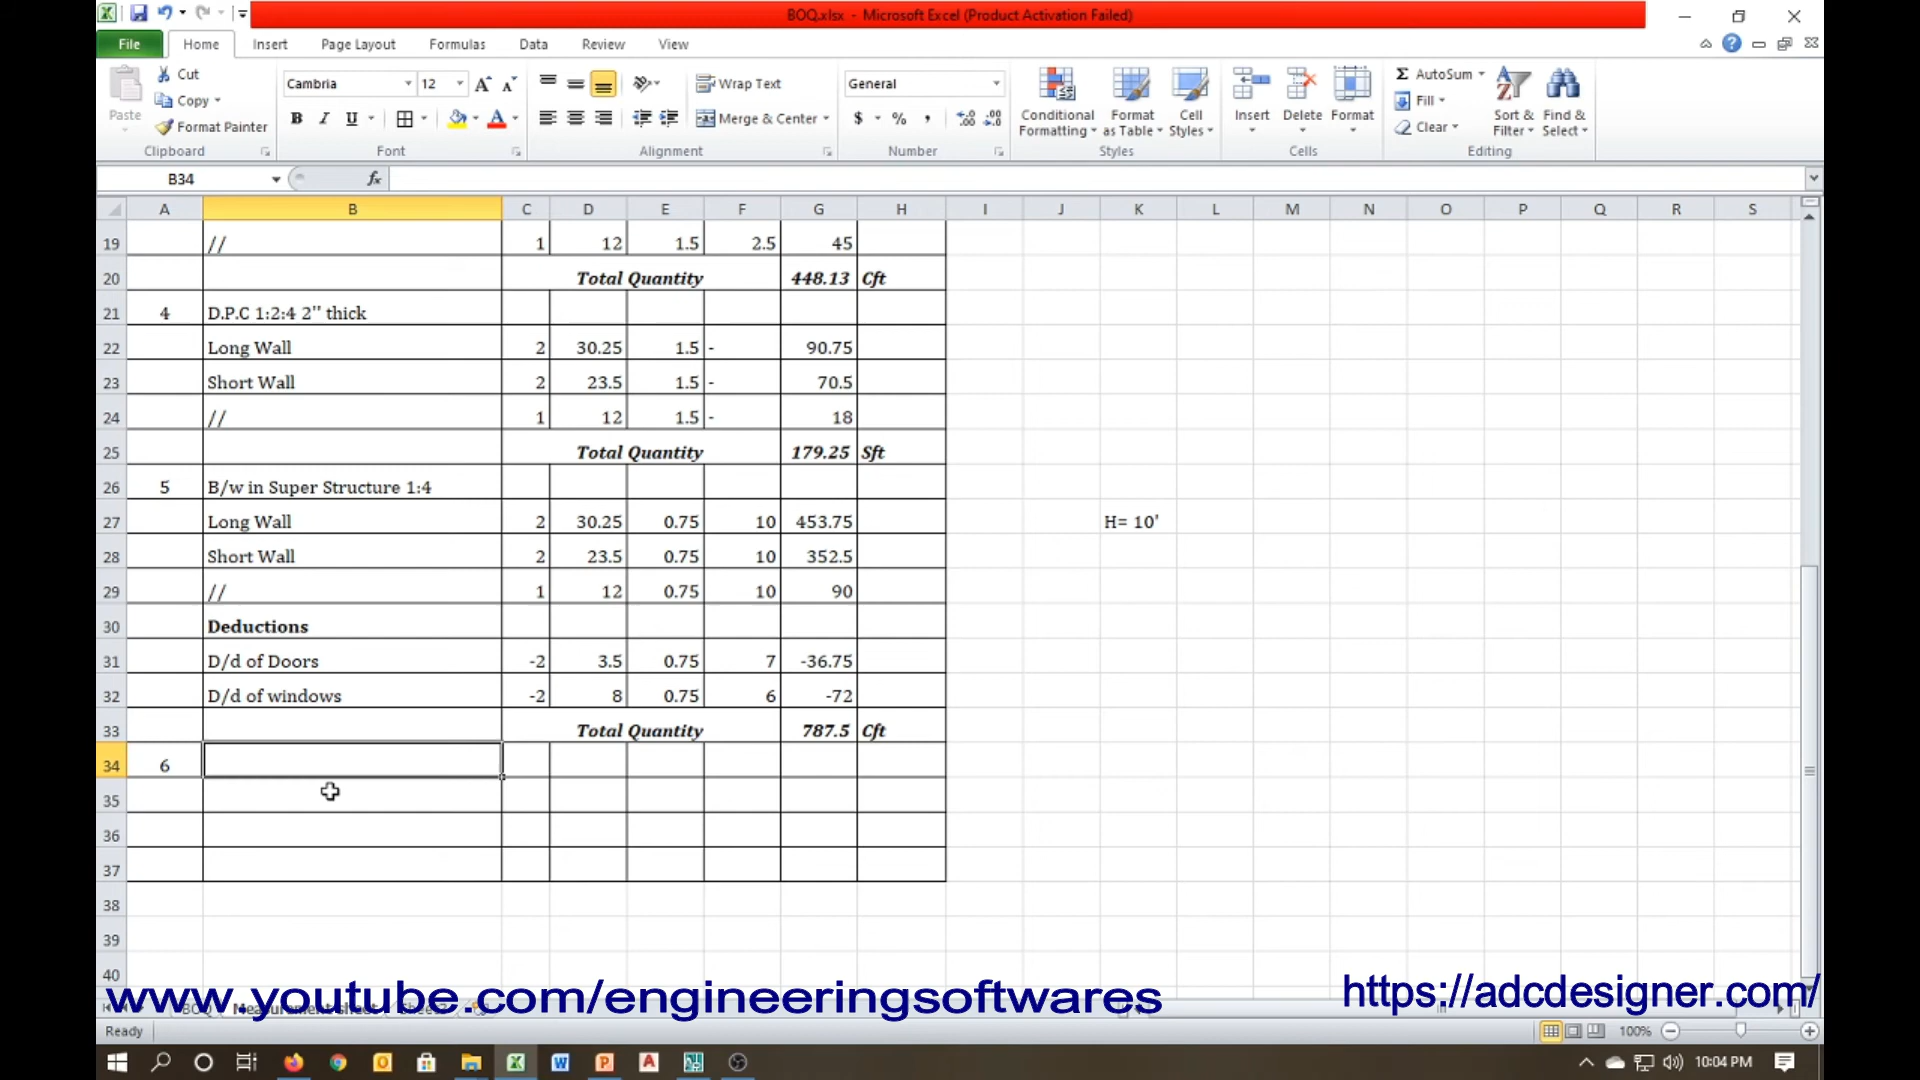 BOQ.xlsx - Microsoft Excel (Product Activation Failed)
File Home Insert Page Layout Formulas Data Review View
Cut
Copy
Format Painter
Paste
Clipboard
Cambria 12
B I U
Font
Wrap Text
Merge & Center
Alignment
General
$ % ,
Number
Conditional Formatting
Format as Table
Cell Styles
Styles
Insert Delete Format
Cells
AutoSum
Fill
Clear
Sort & Filter
Find & Select
Editing
B34 fx
A B C D E F G H I J K L M N O P Q R S
19 // 1 12 1.5 2.5 45
20 Total Quantity 448.13 Cft
21 4 D.P.C 1:2:4 2" thick
22 Long Wall 2 30.25 1.5 - 90.75
23 Short Wall 2 23.5 1.5 - 70.5
24 // 1 12 1.5 - 18
25 Total Quantity 179.25 Sft
26 5 B/w in Super Structure 1:4
27 Long Wall 2 30.25 0.75 10 453.75 H= 10'
28 Short Wall 2 23.5 0.75 10 352.5
29 // 1 12 0.75 10 90
30 Deductions
31 D/d of Doors -2 3.5 0.75 7 -36.75
32 D/d of windows -2 8 0.75 6 -72
33 Total Quantity 787.5 Cft
34 6
35
36
37
38
39
40
www.youtube.com/engineeringsoftwares
https://adcdesigner.com/
BOQ Measurement sheet
Ready
100%
10:04 PM